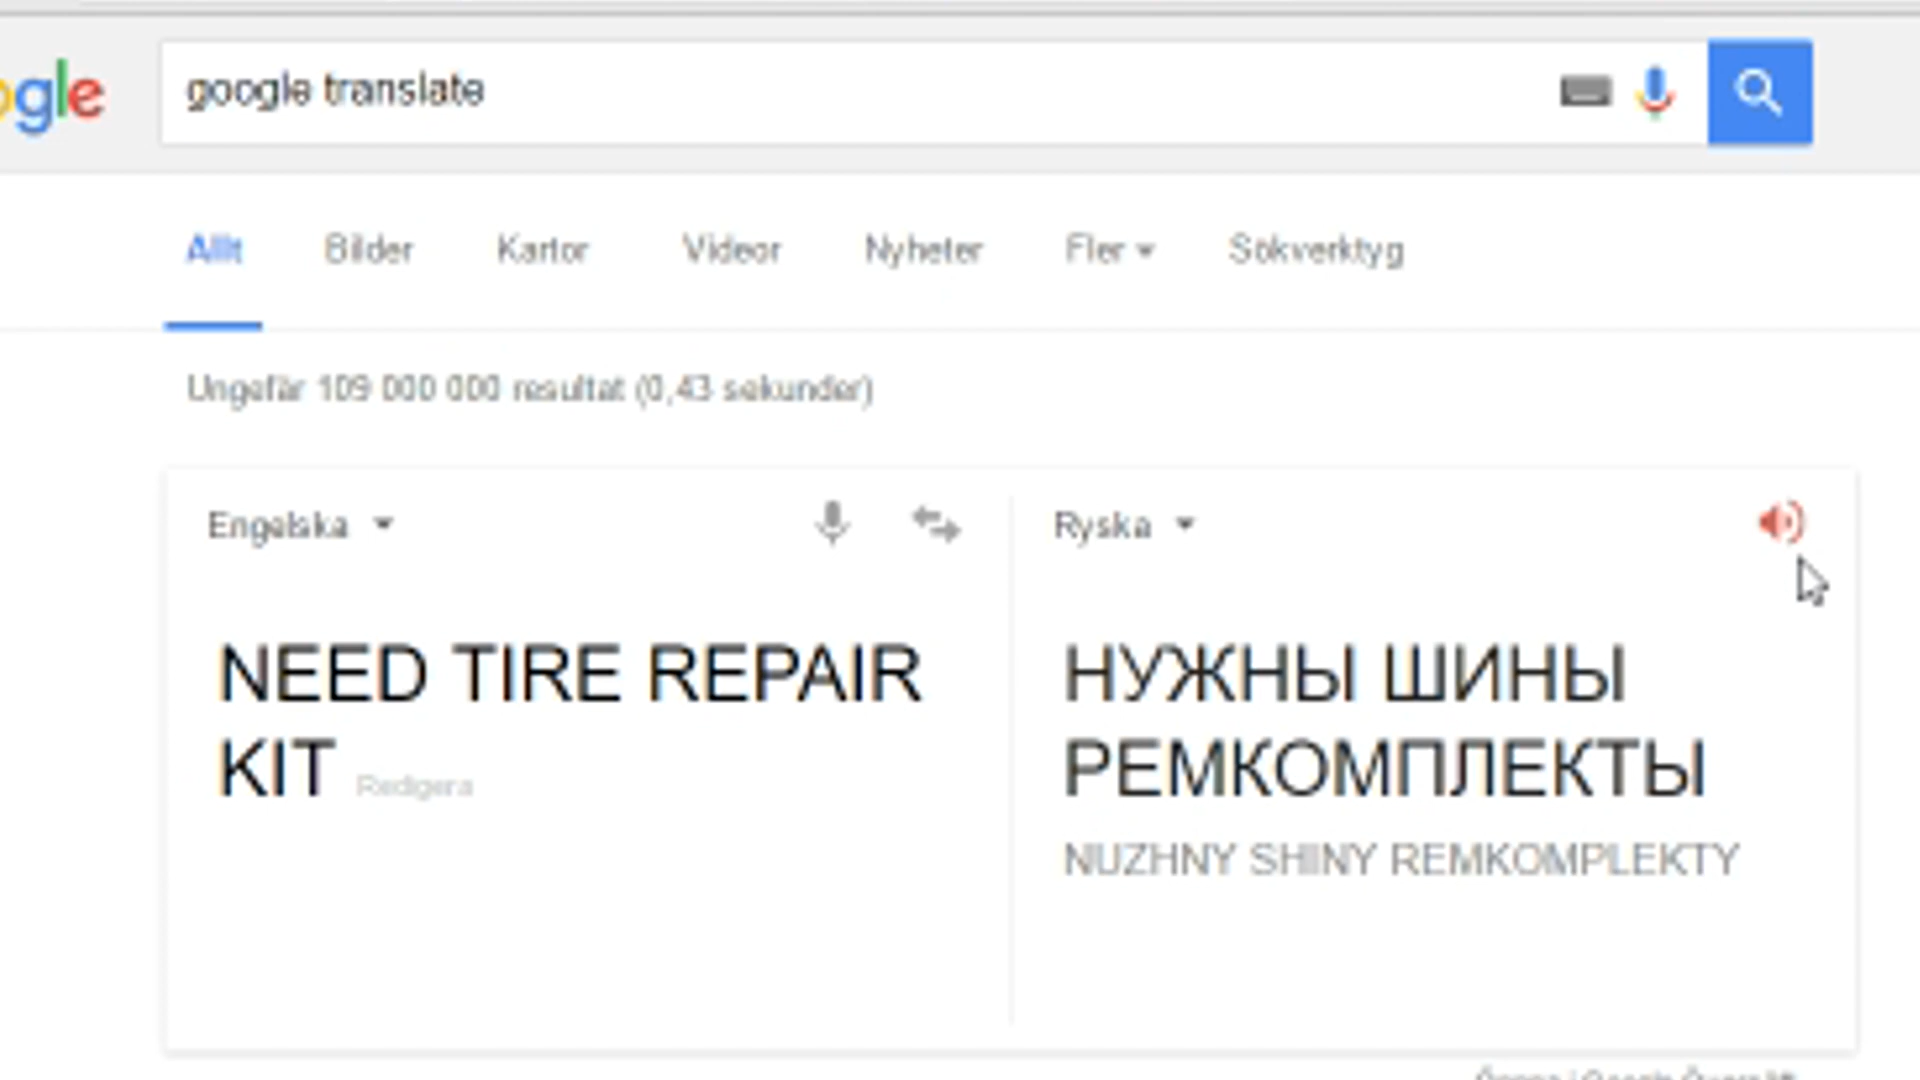 ogle
google translate
Allt Bilder Kartor Videor Nyheter Fler Sökverktyg
Ungefär 109 000 000 resultat (0,43 sekunder)
Engelska
Ryska
NEED TIRE REPAIR
KIT Redigera
НУЖНЫ ШИНЫ
РЕМКОМПЛЕКТЫ
NUZHNY SHINY REMKOMPLEKTY